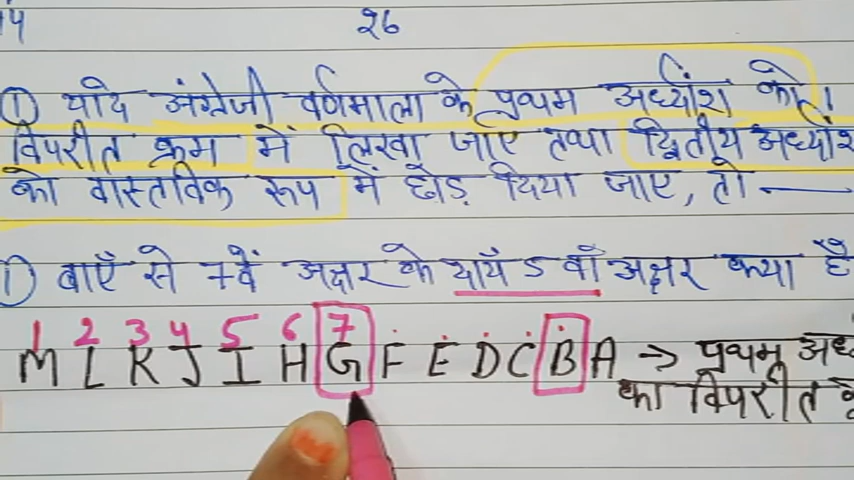 14 26
① यदि अंग्रेजी वर्णमाला के प्रथम अर्ध्यांश को
विपरीत क्रम में लिखा जाए तथा द्वितीय अर्ध्यांश
को वास्तविक रूप में छोड़ दिया जाए, तो —
① बाएँ से 7वें अक्षर के दायें 5 वाँ अक्षर क्या है
1 2 3 4 5 6 7
M L K J I H G F E D C B A → प्रथम
का विपरीत